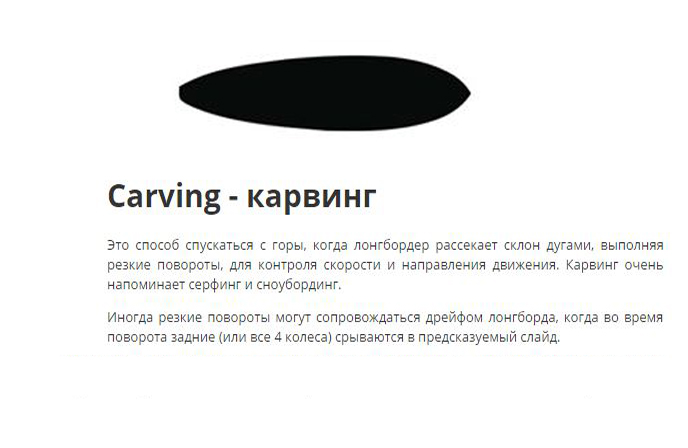 Carving - карвинг
Это способ спускаться с горы, когда лонгбордер рассекает склон дугами, выполняя
резкие повороты, для контроля скорости и направления движения. Карвинг очень
напоминает серфинг и сноубординг.
Иногда резкие повороты могут сопровождаться дрейфом лонгборда, когда во время
поворота задние (или все 4 колеса) срываются в предсказуемый слайд.